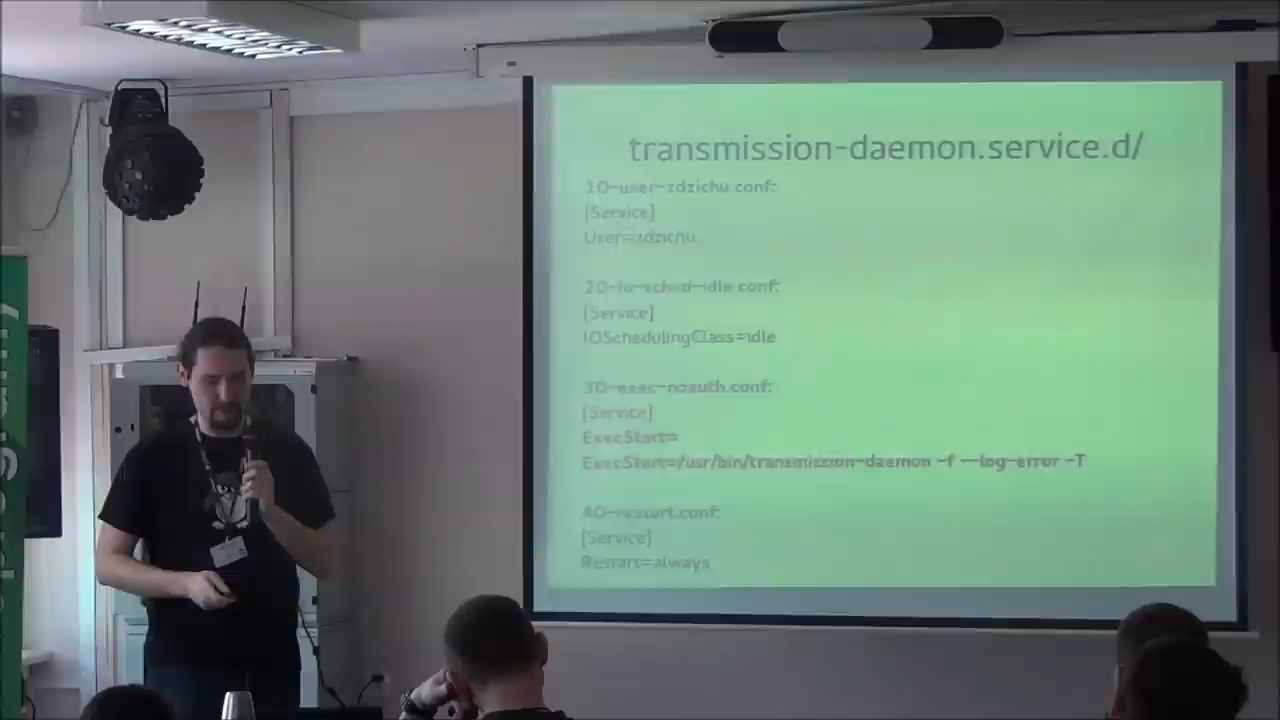 transmission-daemon.service.d/
10-user-zdzichu.conf:
[Service]
User=zdzichu
20-io-sched-idle.conf:
[Service]
IOSchedulingClass=idle
30-exec-noauth.conf:
[Service]
ExecStart=
ExecStart=/usr/bin/transmission-daemon -f --log-error -T
40-restart.conf:
[Service]
Restart=always